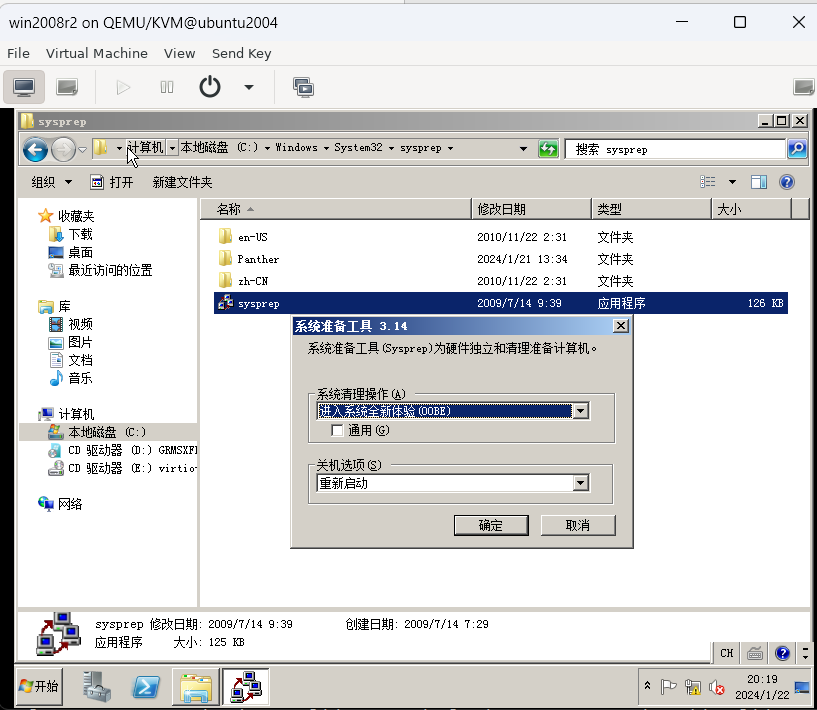 win2008r2 on QEMU/KVM@ubuntu2004
File Virtual Machine View Send Key
sysprep
计算机 本地磁盘 (C:) Windows System32 sysprep 搜索 sysprep
组织 打开 新建文件夹
名称 修改日期 类型 大小
收藏夹
下载
桌面
最近访问的位置
库
视频
图片
文档
音乐
计算机
本地磁盘 (C:)
CD 驱动器 (D:) GRMSXF
CD 驱动器 (E:) virtio
网络
en-US 2010/11/22 2:31 文件夹
Panther 2024/1/21 13:34 文件夹
zh-CN 2010/11/22 2:31 文件夹
sysprep 2009/7/14 9:39 应用程序 126 KB
系统准备工具 3.14
系统准备工具(Sysprep)为硬件独立和清理准备计算机。
系统清理操作(A)
进入系统全新体验(OOBE)
通用(G)
关机选项(S)
重新启动
确定 取消
sysprep 修改日期: 2009/7/14 9:39 创建日期: 2009/7/14 7:29
应用程序 大小: 125 KB
CH
开始
20:19
2024/1/22